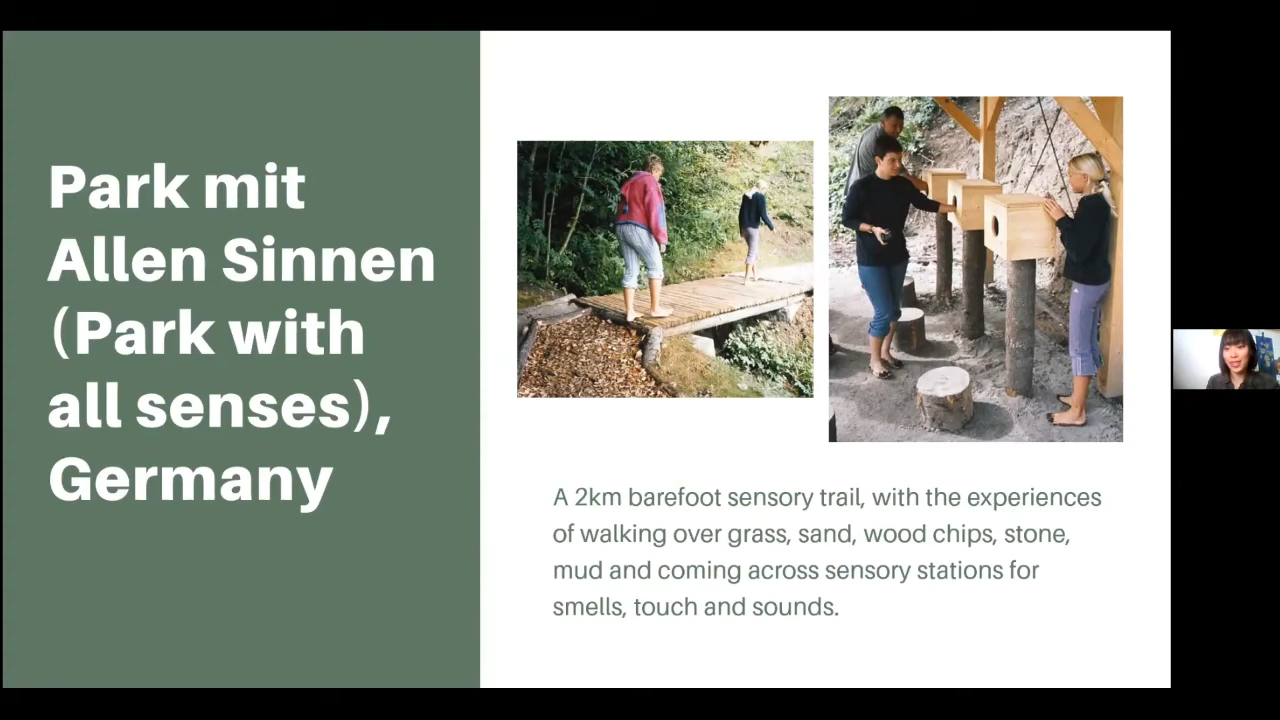 Park mit
Allen Sinnen
(Park with
all senses),
Germany
A 2km barefoot sensory trail, with the experiences
of walking over grass, sand, wood chips, stone,
mud and coming across sensory stations for
smells, touch and sounds.